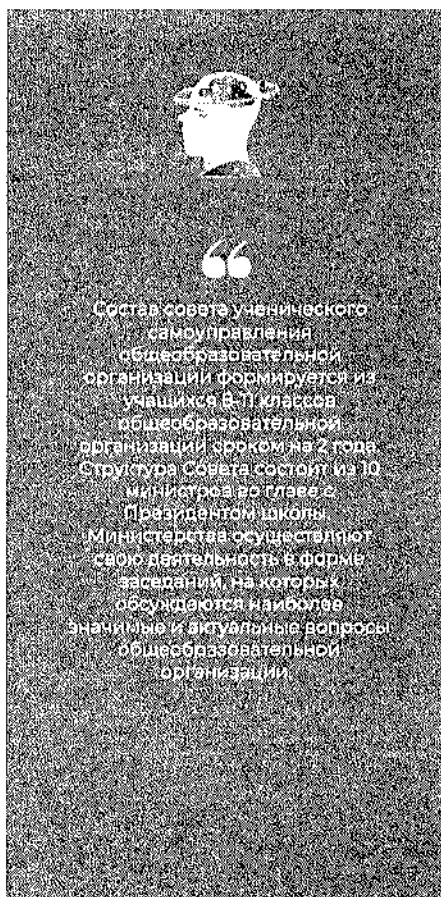 Состав совета ученического
самоуправления
общеобразовательной
организации формируется из
учащихся 8-11 классов
общеобразовательной
организации сроком на 2 года.
Структура Совета состоит из 10
министров во главе с
Президентом школы.
Министерства осуществляют
свою деятельность в форме
заседаний, на которых
обсуждаются наиболее
значимые и актуальные вопросы
общеобразовательной
организации.